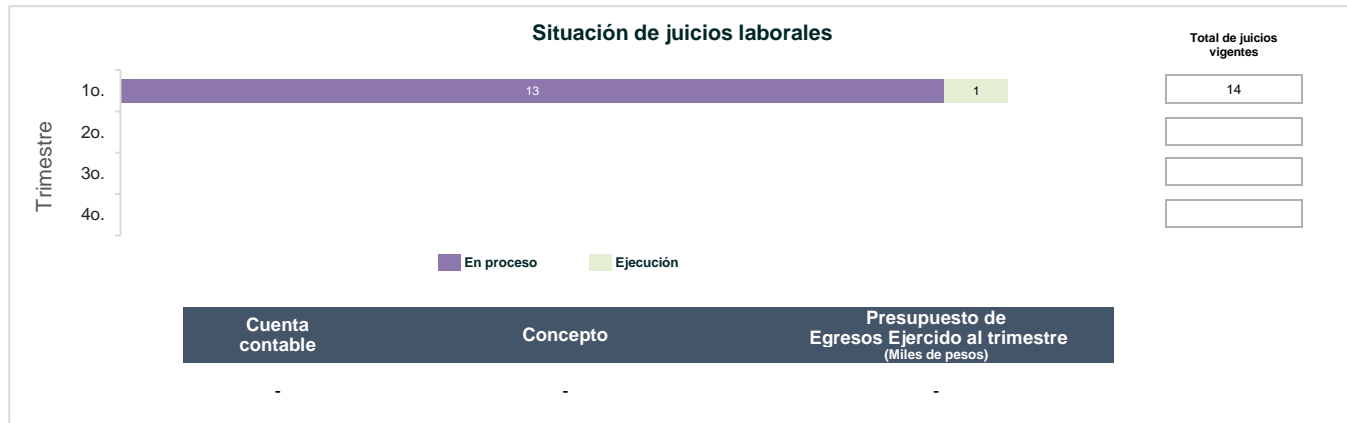 Situación de juicios laborales
Total de juicios
vigentes
Trimestre
1o.
13
1
14
2o.
3o.
4o.
En proceso
Ejecución
Cuenta
contable
Concepto
Presupuesto de
Egresos Ejercido al trimestre
(Miles de pesos)
-
-
-